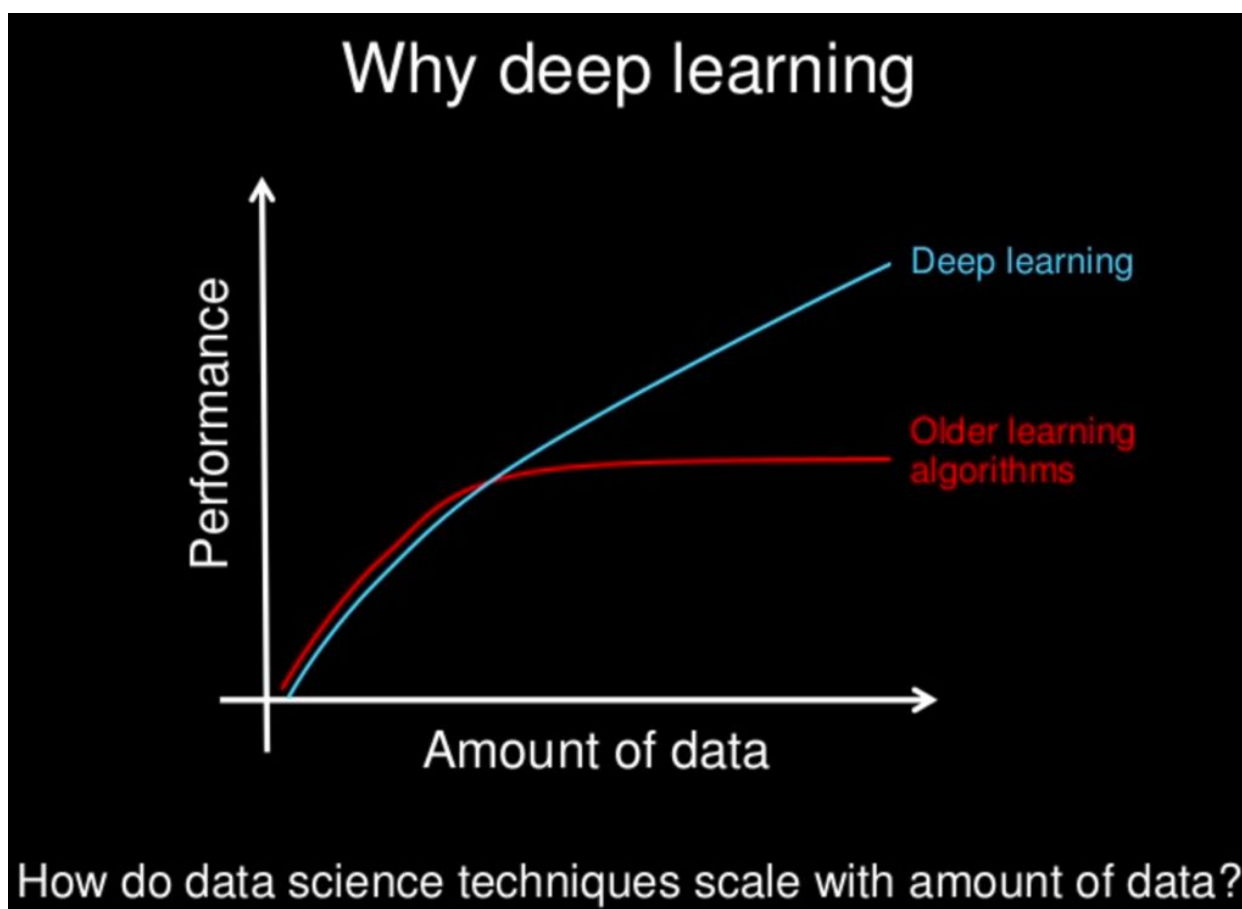 Why deep learning
Performance
Deep learning
Older learning
algorithms
Amount of data
How do data science techniques scale with amount of data?